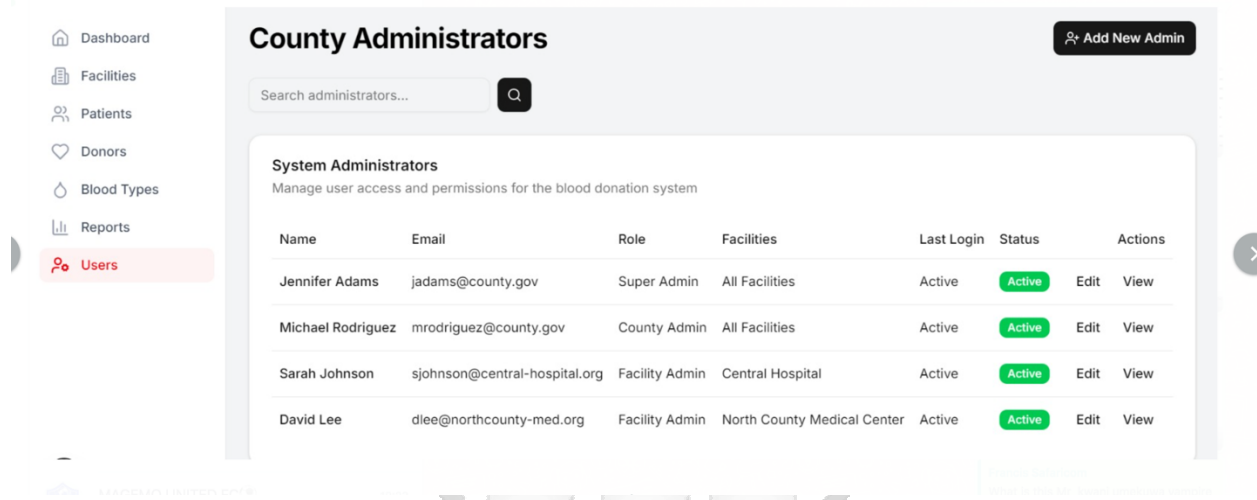 Dashboard
Facilities
Patients
Donors
Blood Types
Reports
Users
County Administrators
Add New Admin
Search administrators...
System Administrators
Manage user access and permissions for the blood donation system
Name Email Role Facilities Last Login Status Actions
Jennifer Adams jadams@county.gov Super Admin All Facilities Active Active Edit View
Michael Rodriguez mrodriguez@county.gov County Admin All Facilities Active Active Edit View
Sarah Johnson sjohnson@central-hospital.org Facility Admin Central Hospital Active Active Edit View
David Lee dlee@northcounty-med.org Facility Admin North County Medical Center Active Active Edit View